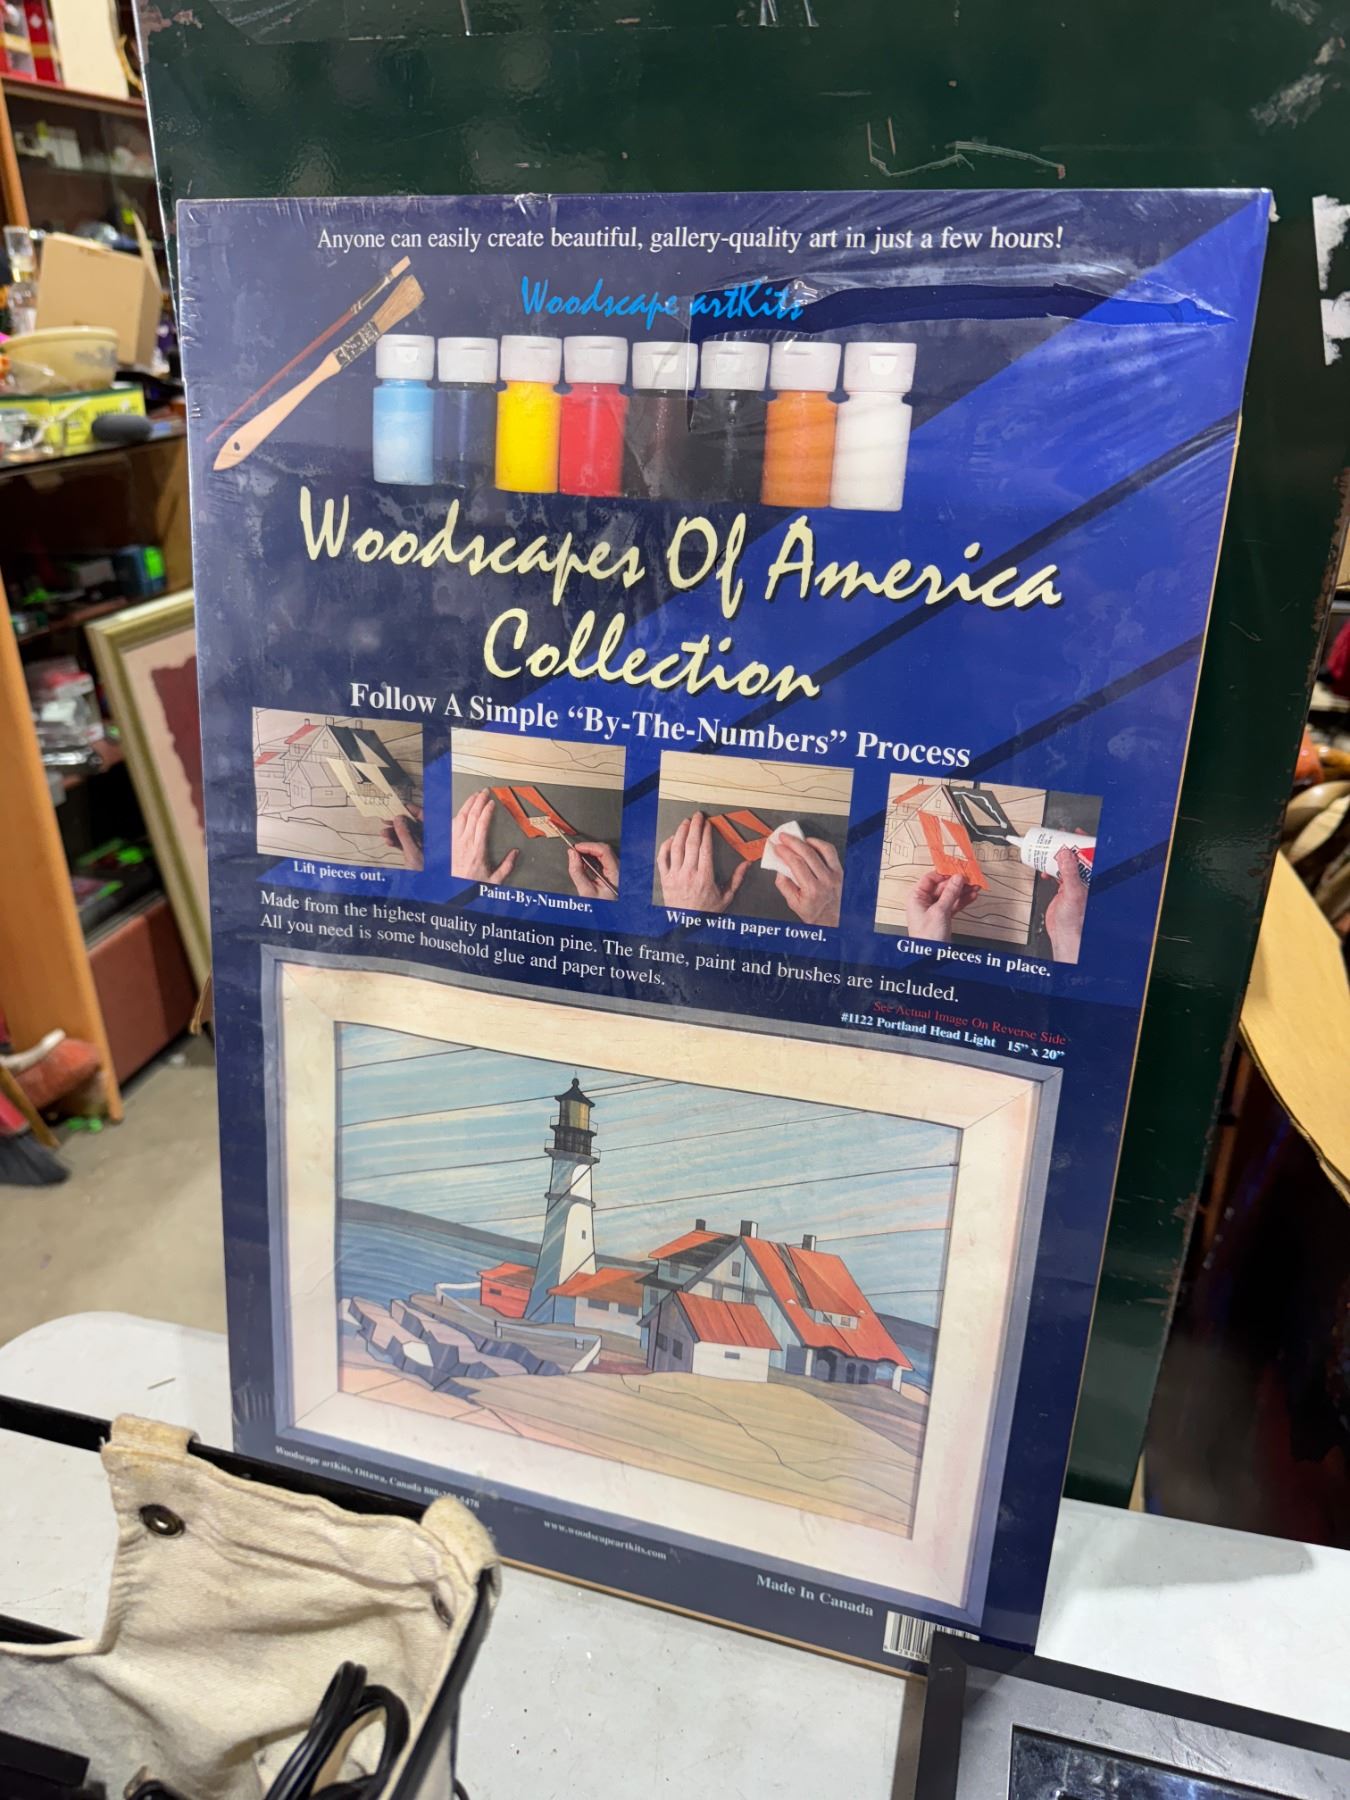 Anyone can easily create beautiful, gallery-quality art in just a few hours!
Woodscape artKits
Woodscapes Of America
Collection
Follow A Simple “By-The-Numbers” Process
Lift pieces out.
Paint-By-Number.
Wipe with paper towel.
Glue pieces in place.
Made from the highest quality plantation pine. The frame, paint and brushes are included.
All you need is some household glue and paper towels.
See Actual Image On Reverse Side
#1122 Portland Head Light 15” x 20”
Woodscape artKits, Ottawa, Canada
www.woodscapeartkits.com
Made In Canada